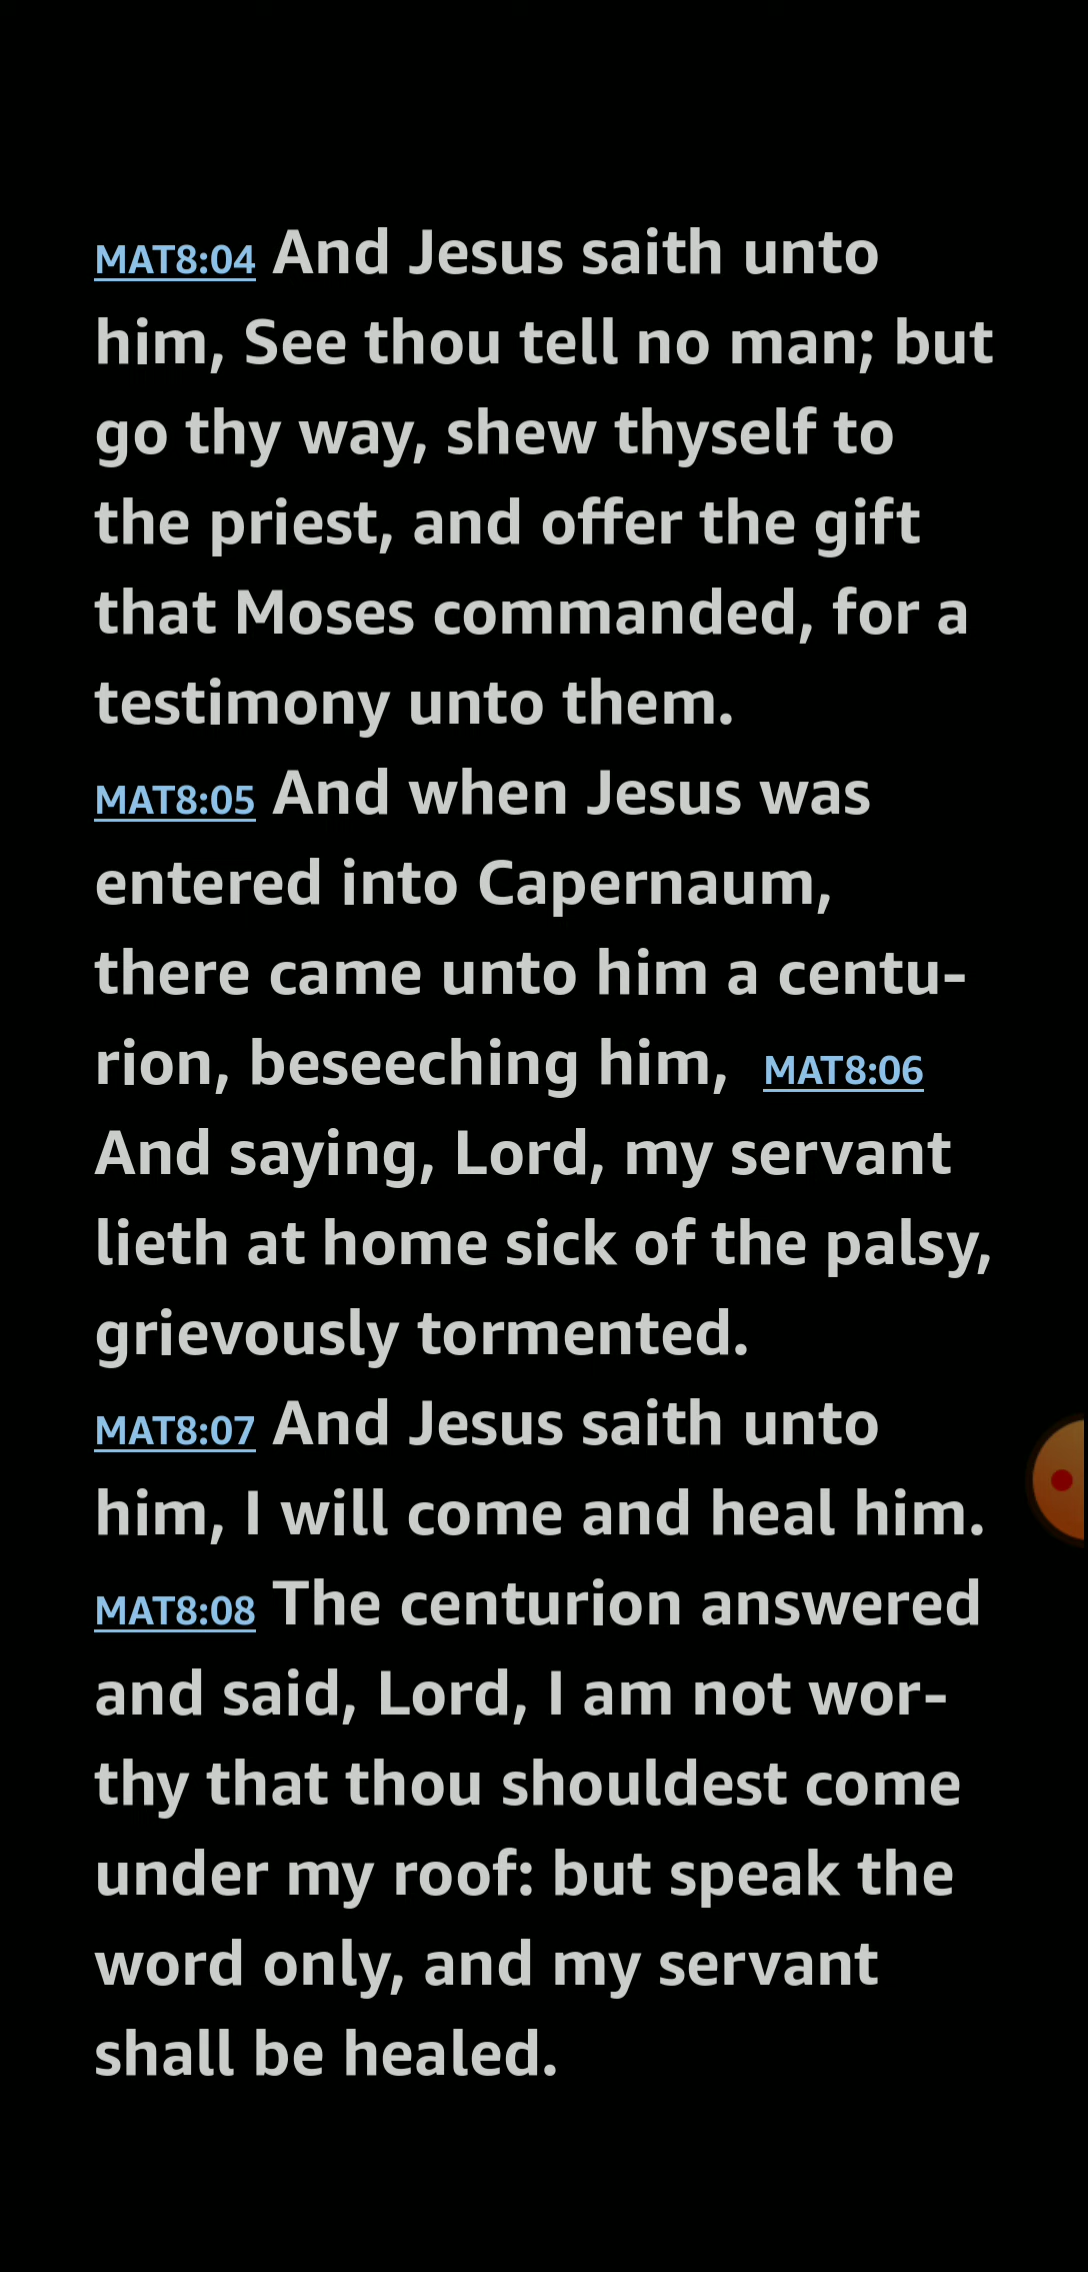 MAT8:04 And Jesus saith unto
him, See thou tell no man; but
go thy way, shew thyself to
the priest, and offer the gift
that Moses commanded, for a
testimony unto them.
MAT8:05 And when Jesus was
entered into Capernaum,
there came unto him a centu-
rion, beseeching him, MAT8:06
And saying, Lord, my servant
lieth at home sick of the palsy,
grievously tormented.
MAT8:07 And Jesus saith unto
him, I will come and heal him.
MAT8:08 The centurion answered
and said, Lord, I am not wor-
thy that thou shouldest come
under my roof: but speak the
word only, and my servant
shall be healed.